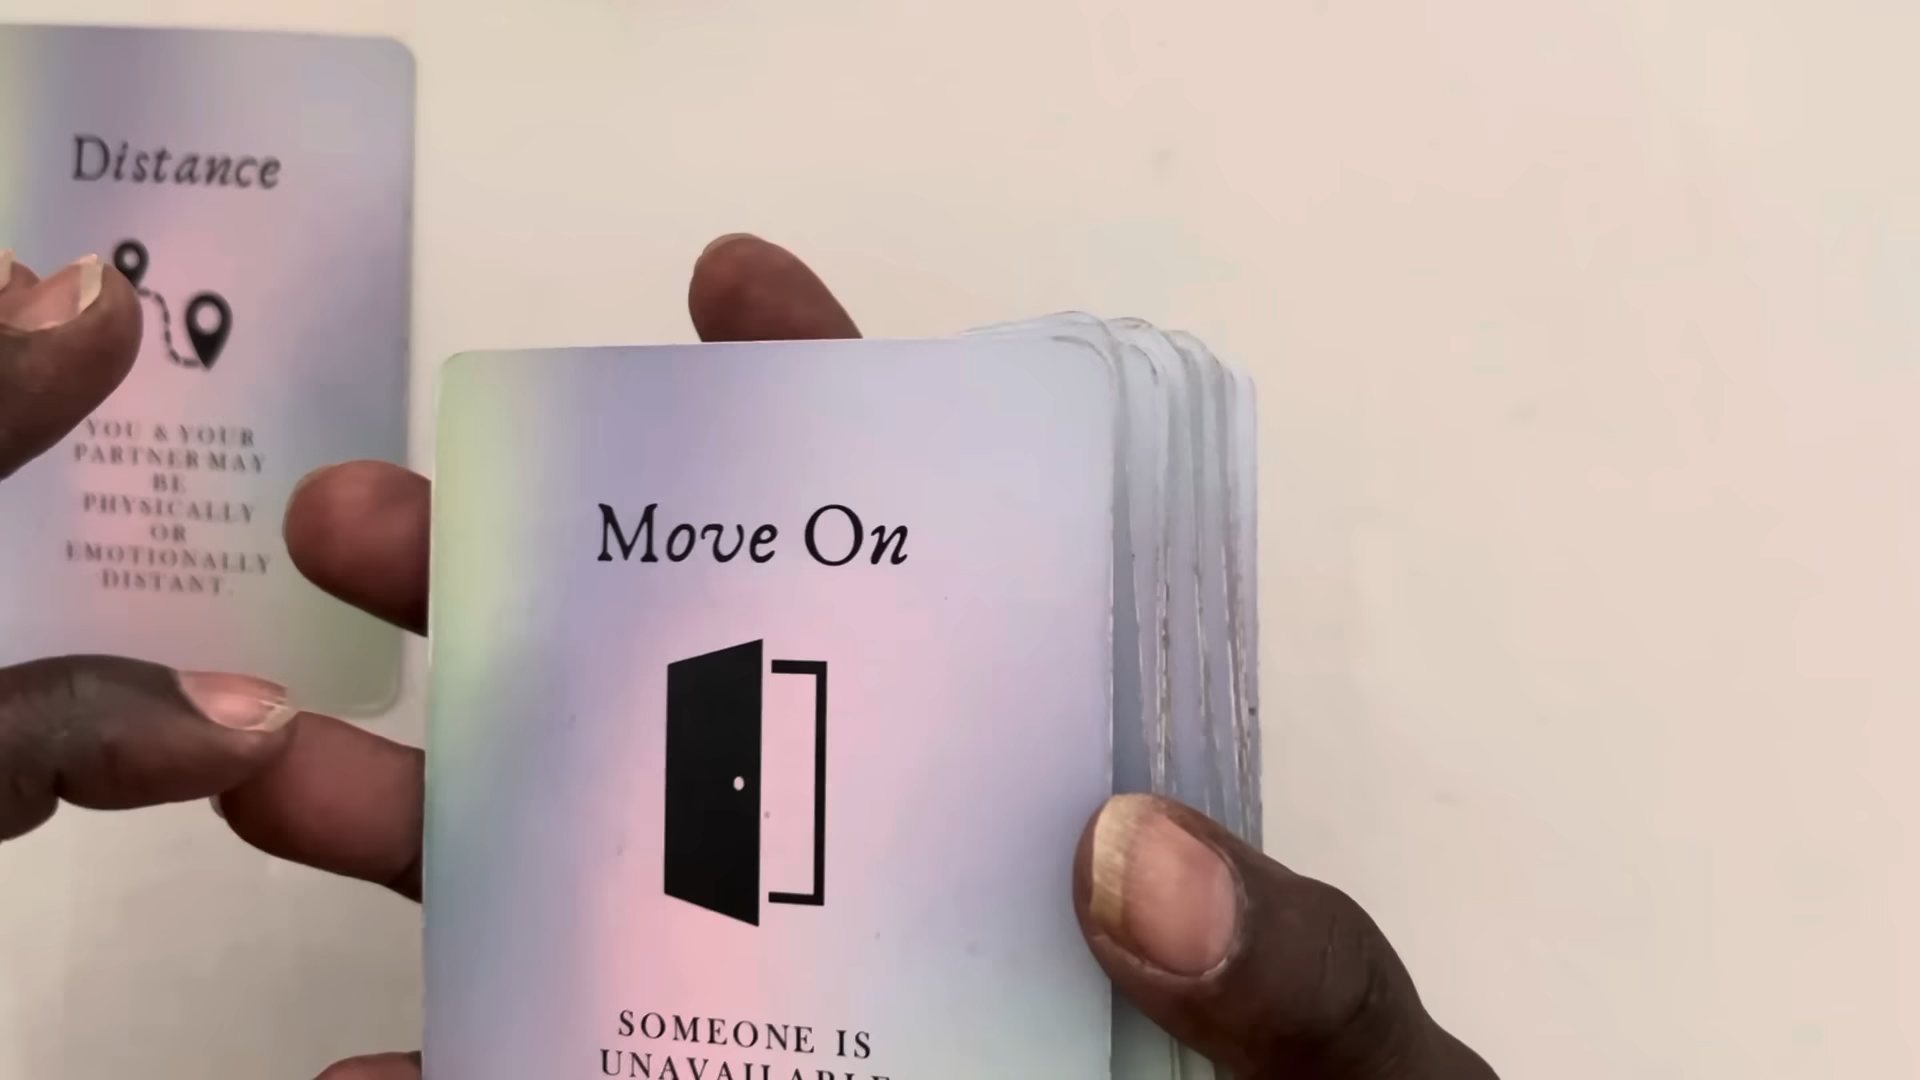 Distance
YOU & YOUR
PARTNER MAY
BE
PHYSICALLY
OR
EMOTIONALLY
DISTANT.
Move On
SOMEONE IS
UNAVAILABLE